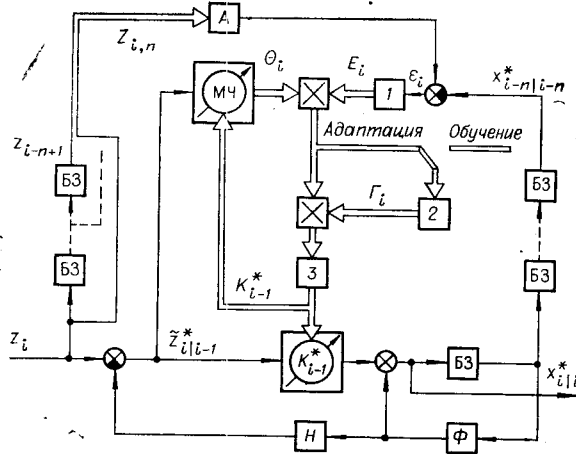 A
Z_{i,n}
Θ_i
E_i
ε_i
x*_{i-n|i-n}
МЧ
1
Адаптация Обучение
Z_{i-n+1}
БЗ
БЗ
Г_i
2
БЗ
3
БЗ
K*_{i-1}
Z_i
z̃*_{i|i-1}
K*_{i-1}
БЗ
x*_{i|i}
Н
Ф